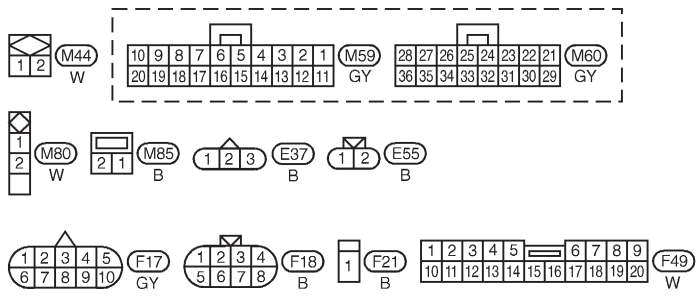 1 2 M44
W
10 9 8 7 6 5 4 3 2 1 M59
20 19 18 17 16 15 14 13 12 11
GY
28 27 26 25 24 23 22 21 M60
36 35 34 33 32 31 30 29
GY
1
2 M80
W
2 1 M85
B
1 2 3 E37
B
1 2 E55
B
1 2 3 4 5 F17
6 7 8 9 10
GY
1 2 3 4 F18
5 6 7 8
B
1 F21
B
1 2 3 4 5 6 7 8 9 F49
10 11 12 13 14 15 16 17 18 19 20
W